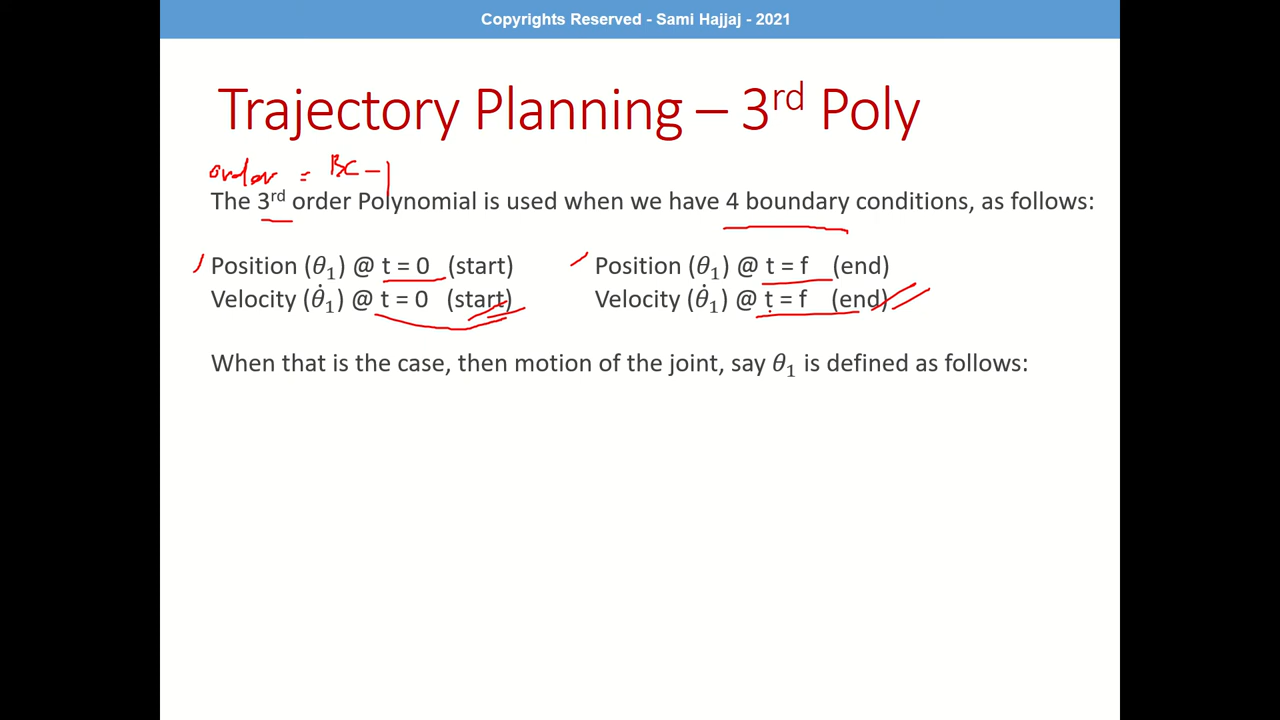 Copyrights Reserved - Sami Hajjaj - 2021
Trajectory Planning – 3rd Poly
order = BC - 1
The 3rd order Polynomial is used when we have 4 boundary conditions, as follows:
Position (θ1) @ t = 0 (start) Position (θ1) @ t = f (end)
Velocity (θ̇1) @ t = 0 (start) Velocity (θ̇1) @ t = f (end)
When that is the case, then motion of the joint, say θ1 is defined as follows: